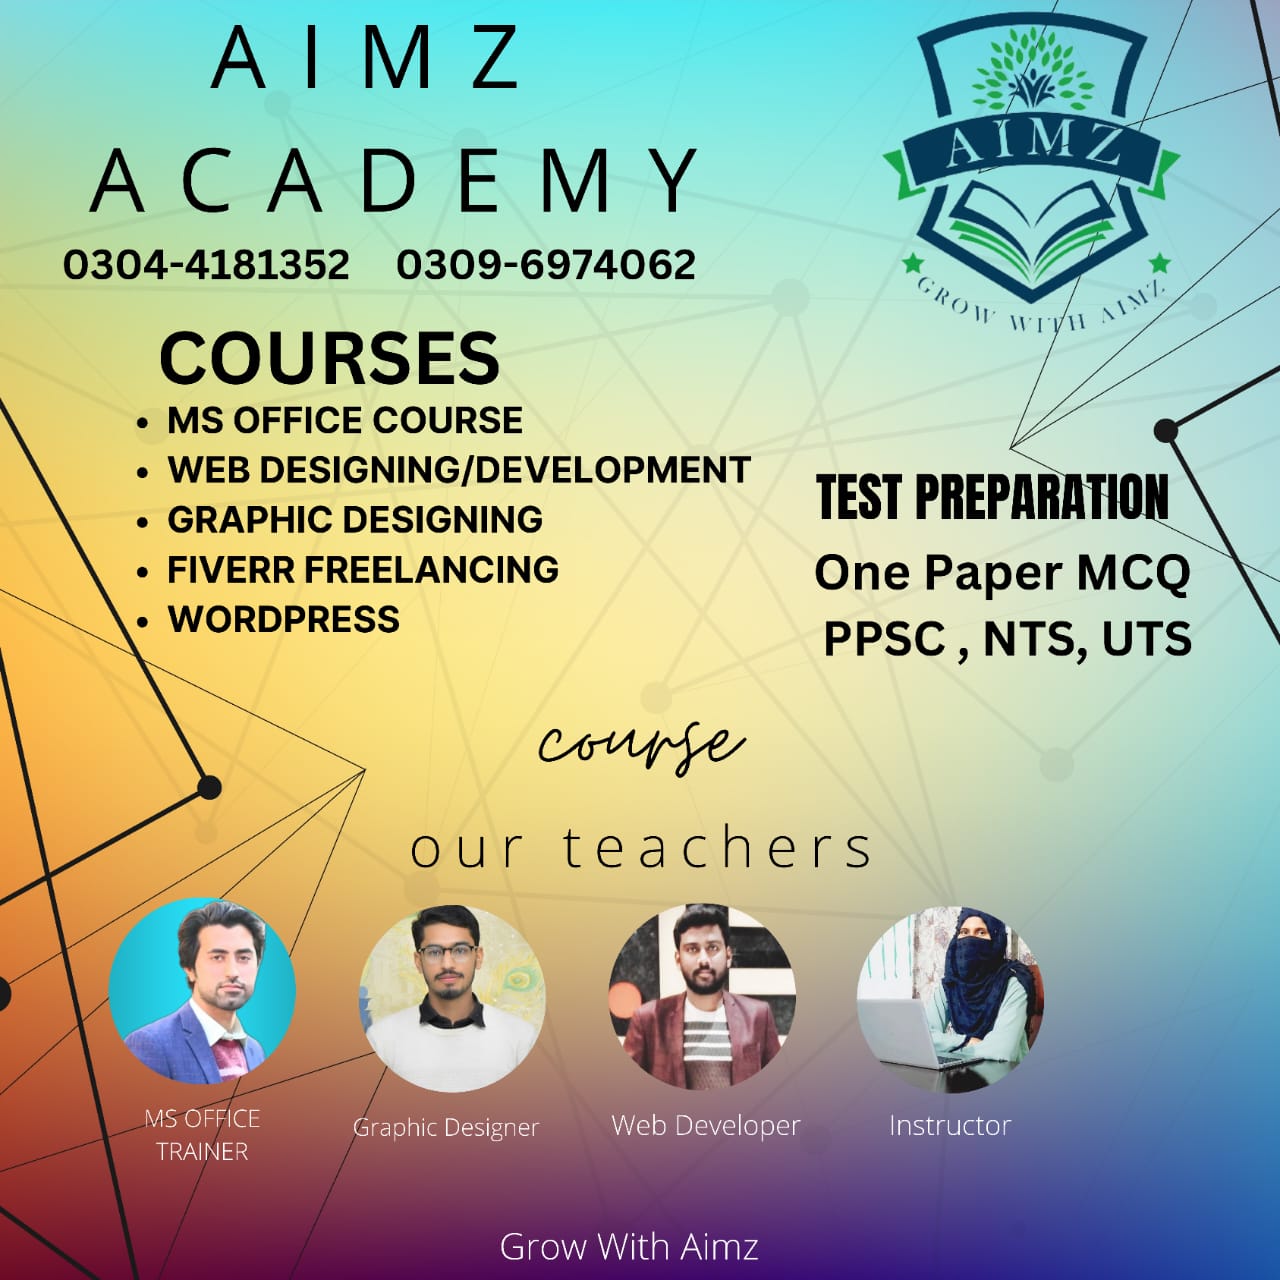 AIMZ
ACADEMY
0304-4181352 0309-6974062
AIMZ
GROW WITH AIMZ
COURSES
• MS OFFICE COURSE
• WEB DESIGNING/DEVELOPMENT
• GRAPHIC DESIGNING
• FIVERR FREELANCING
• WORDPRESS
TEST PREPARATION
One Paper MCQ
PPSC , NTS, UTS
course
our teachers
MS OFFICE
TRAINER
Graphic Designer
Web Developer
Instructor
Grow With Aimz